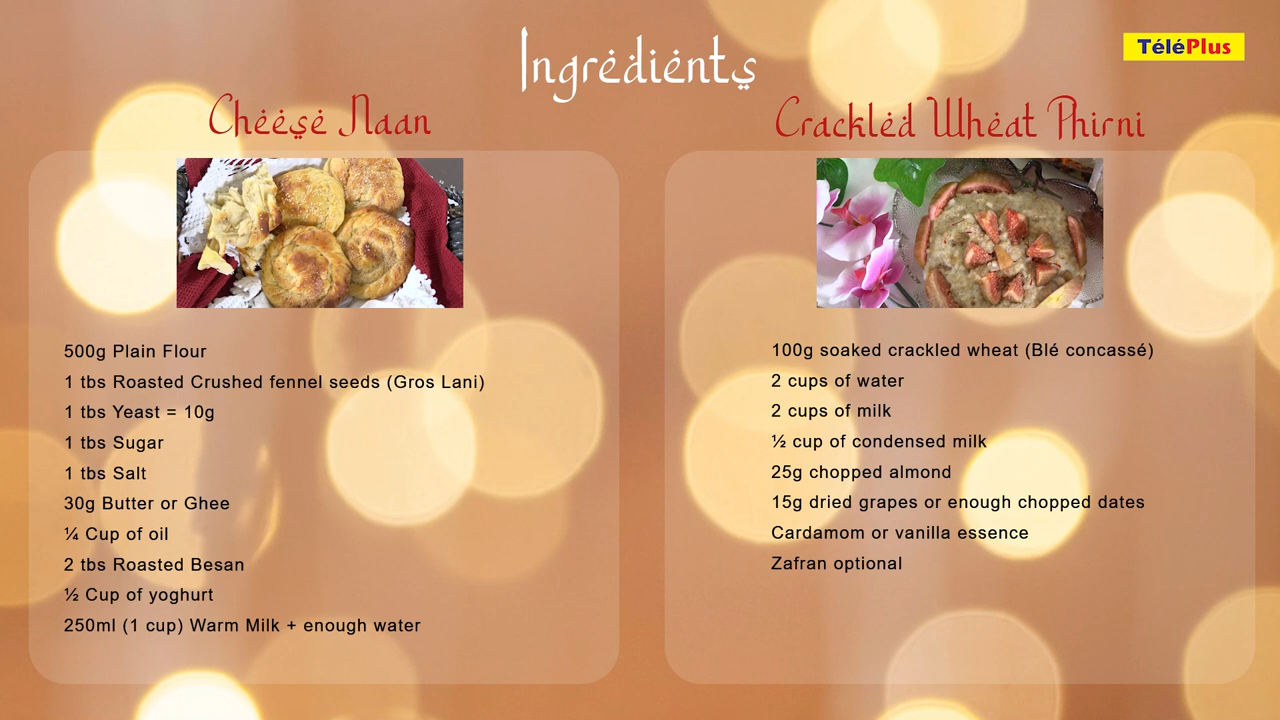 Ingredients
TéléPlus
Cheese Naan
500g Plain Flour
1 tbs Roasted Crushed fennel seeds (Gros Lani)
1 tbs Yeast = 10g
1 tbs Sugar
1 tbs Salt
30g Butter or Ghee
¼ Cup of oil
2 tbs Roasted Besan
½ Cup of yoghurt
250ml (1 cup) Warm Milk + enough water
Crackled Wheat Phirni
100g soaked crackled wheat (Blé concassé)
2 cups of water
2 cups of milk
½ cup of condensed milk
25g chopped almond
15g dried grapes or enough chopped dates
Cardamom or vanilla essence
Zafran optional